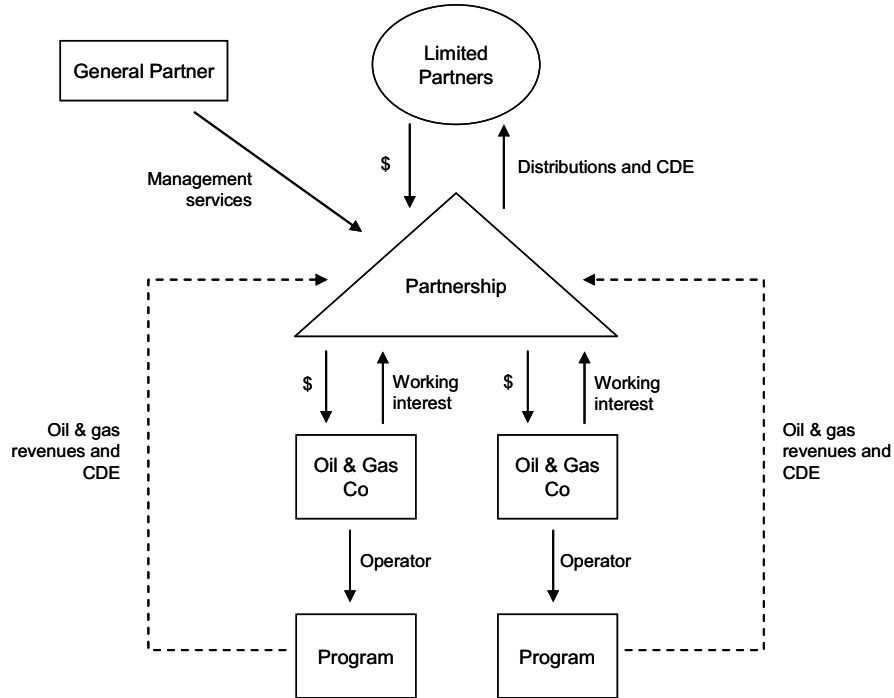 General Partner
Limited
Partners
$
Distributions and CDE
Management
services
Partnership
$
Working
interest
$
Working
interest
Oil & gas
revenues and
CDE
Oil & gas
revenues and
CDE
Oil & Gas
Co
Oil & Gas
Co
Operator
Operator
Program
Program